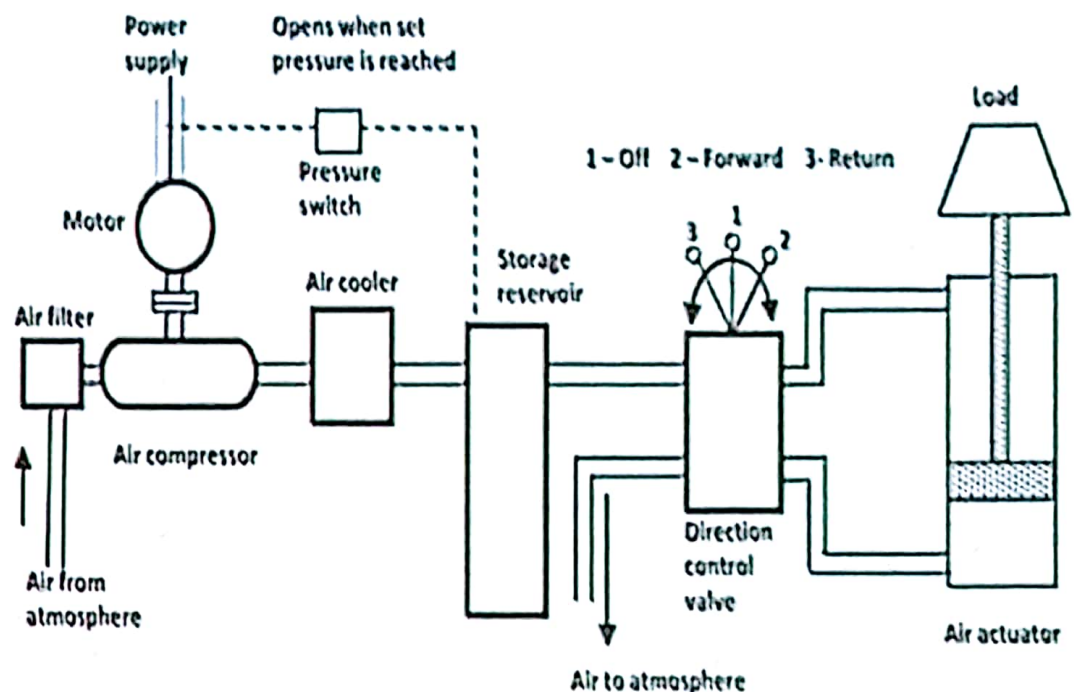 Power
supply
Opens when set
pressure is reached
Load
1 - Off 2 - Forward 3- Return
Pressure
switch
Motor
3
1
2
Storage
reservoir
Air cooler
Air filter
Air compressor
Direction
control
valve
Air from
atmosphere
Air actuator
Air to atmosphere